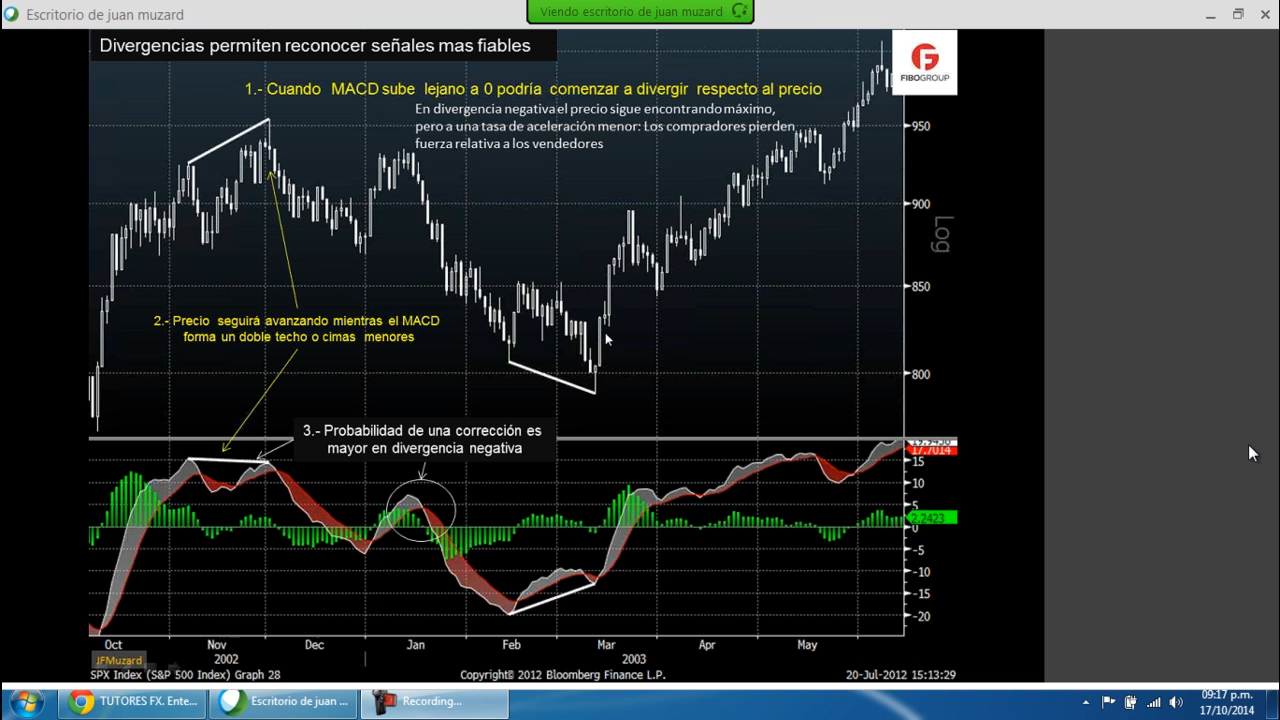 Escritorio de juan muzard
Viendo escritorio de juan muzard
Divergencias permiten reconocer señales mas fiables
FIBOGROUP
1.- Cuando MACD sube lejano a 0 podría comenzar a divergir respecto al precio
En divergencia negativa el precio sigue encontrando máximo,
pero a una tasa de aceleración menor: Los compradores pierden
fuerza relativa a los vendedores
950
900
Log
850
2.- Precio seguirá avanzando mientras el MACD
forma un doble techo o cimas menores
800
3.- Probabilidad de una corrección es
mayor en divergencia negativa
17.7014
15
10
5
2.2423
0
-5
-10
-15
-20
Oct Nov Dec Jan Feb Mar Apr May
2002 2003
JFMuzard
SPX Index (S&P 500 Index) Graph 28 Copyright© 2012 Bloomberg Finance L.P. 20-Jul-2012 15:13:29
TUTORES FX. Ente... Escritorio de juan ... Recording...
09:17 p.m.
17/10/2014